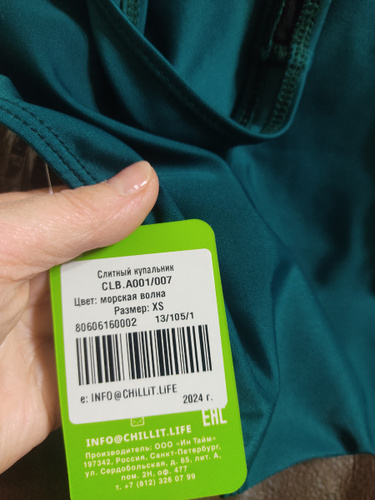 Слитный купальник
CLB.A001/007
Цвет: морская волна
Размер: XS
80606160002 13/105/1
e: INFO@CHiLLiT.LiFE 2024 г.
INFO@CHILLIT.LIFE
EAC
Производитель: ООО «Ин Тайм»
197342, Россия, Санкт-Петербург,
ул. Сердобольская, д. 65, лит. А,
пом. 2Н, оф. 477
т. +7 (812) 326 07 99